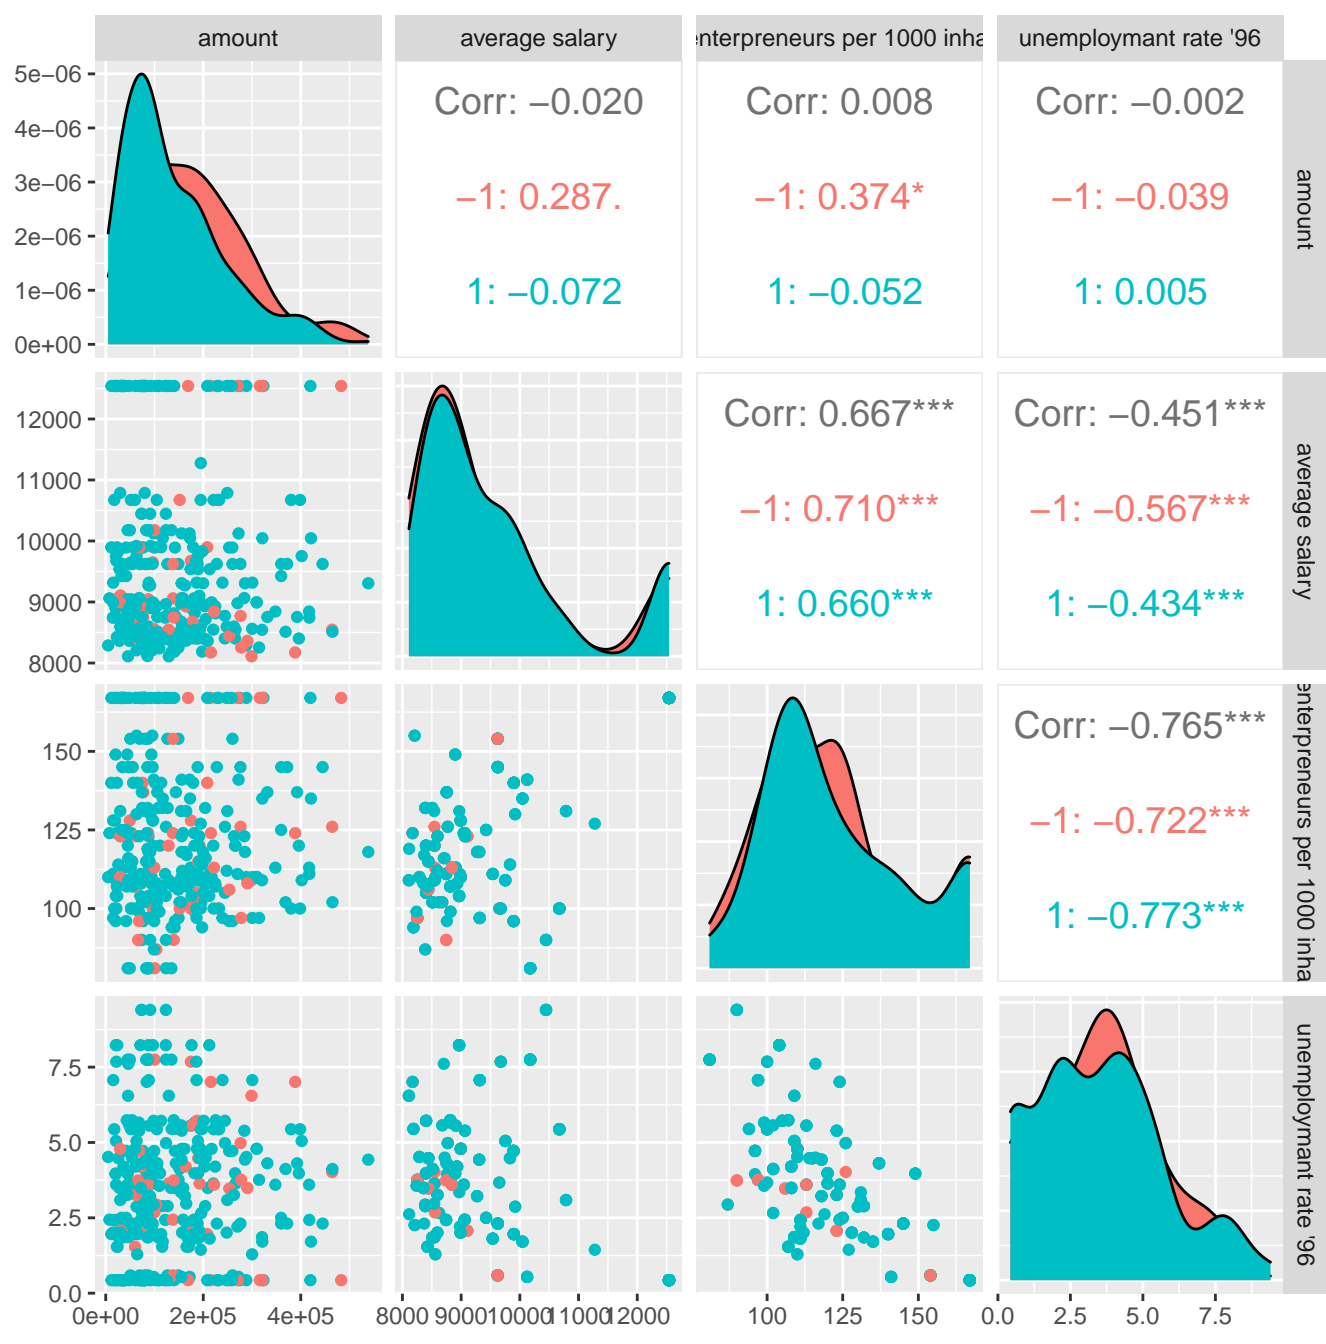 amount
average salary
enterpreneurs per 1000 inha
unemploymant rate '96
5e−06
4e−06
3e−06
2e−06
1e−06
0e+00
Corr: −0.020
−1: 0.287.
1: −0.072
Corr: 0.008
−1: 0.374*
1: −0.052
Corr: −0.002
−1: −0.039
1: 0.005
amount
12000
11000
10000
9000
8000
Corr: 0.667***
−1: 0.710***
1: 0.660***
Corr: −0.451***
−1: −0.567***
1: −0.434***
average salary
150
125
100
Corr: −0.765***
−1: −0.722***
1: −0.773***
enterpreneurs per 1000 inha
7.5
5.0
2.5
0.0
unemploymant rate '96
0e+00 2e+05 4e+05
8000 9000 10000 11000 12000
100 125 150
0.0 2.5 5.0 7.5